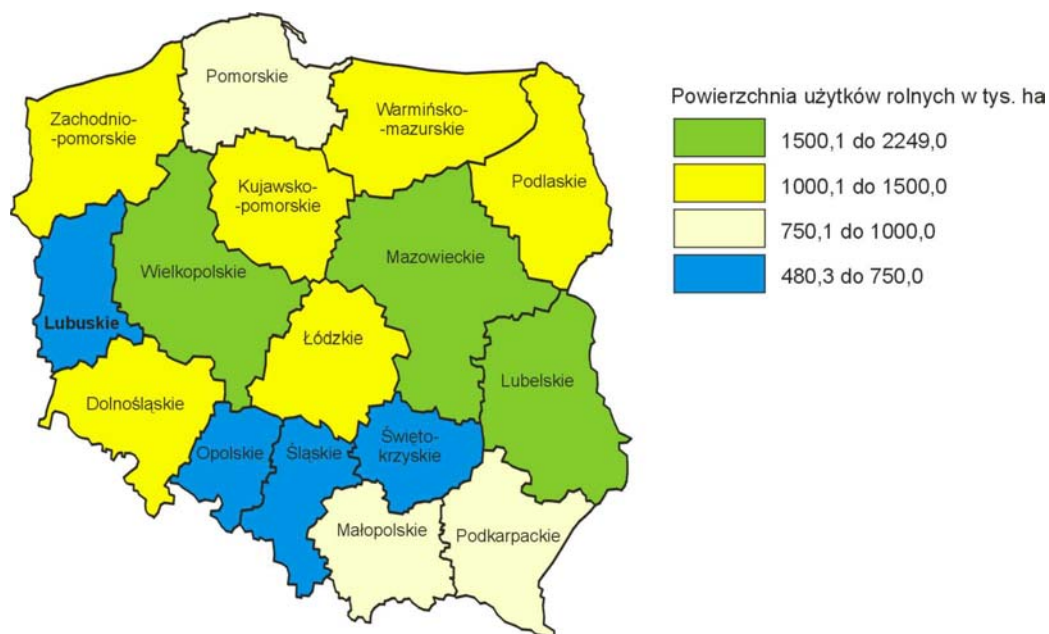 Pomorskie
Zachodnio-
-pomorskie
Warmińsko-
-mazurskie
Podlaskie
Kujawsko-
-pomorskie
Mazowieckie
Wielkopolskie
Lubuskie
Łódzkie
Lubelskie
Dolnośląskie
Opolskie
Śląskie
Święto-
krzyskie
Małopolskie
Podkarpackie
Powierzchnia użytków rolnych w tys. ha
1500,1 do 2249,0
1000,1 do 1500,0
750,1 do 1000,0
480,3 do 750,0